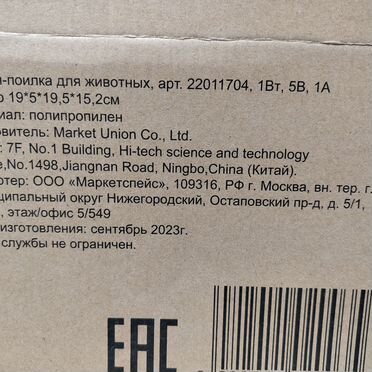 -поилка для животных, арт. 22011704, 1Вт, 5В, 1А
р 19*5*19,5*15,2см
иал: полипропилен
овитель: Market Union Co., Ltd.
: 7F, No.1 Building, Hi-tech science and technology
e,No.1498,Jiangnan Road, Ningbo,China (Китай).
ртер: ООО «Маркетспейс», 109316, РФ г. Москва, вн. тер. г.
ципальный округ Нижегородский, Остаповский пр-д, д. 5/1,
, этаж/офис 5/549
изготовления: сентябрь 2023г.
службы не ограничен.
EAC